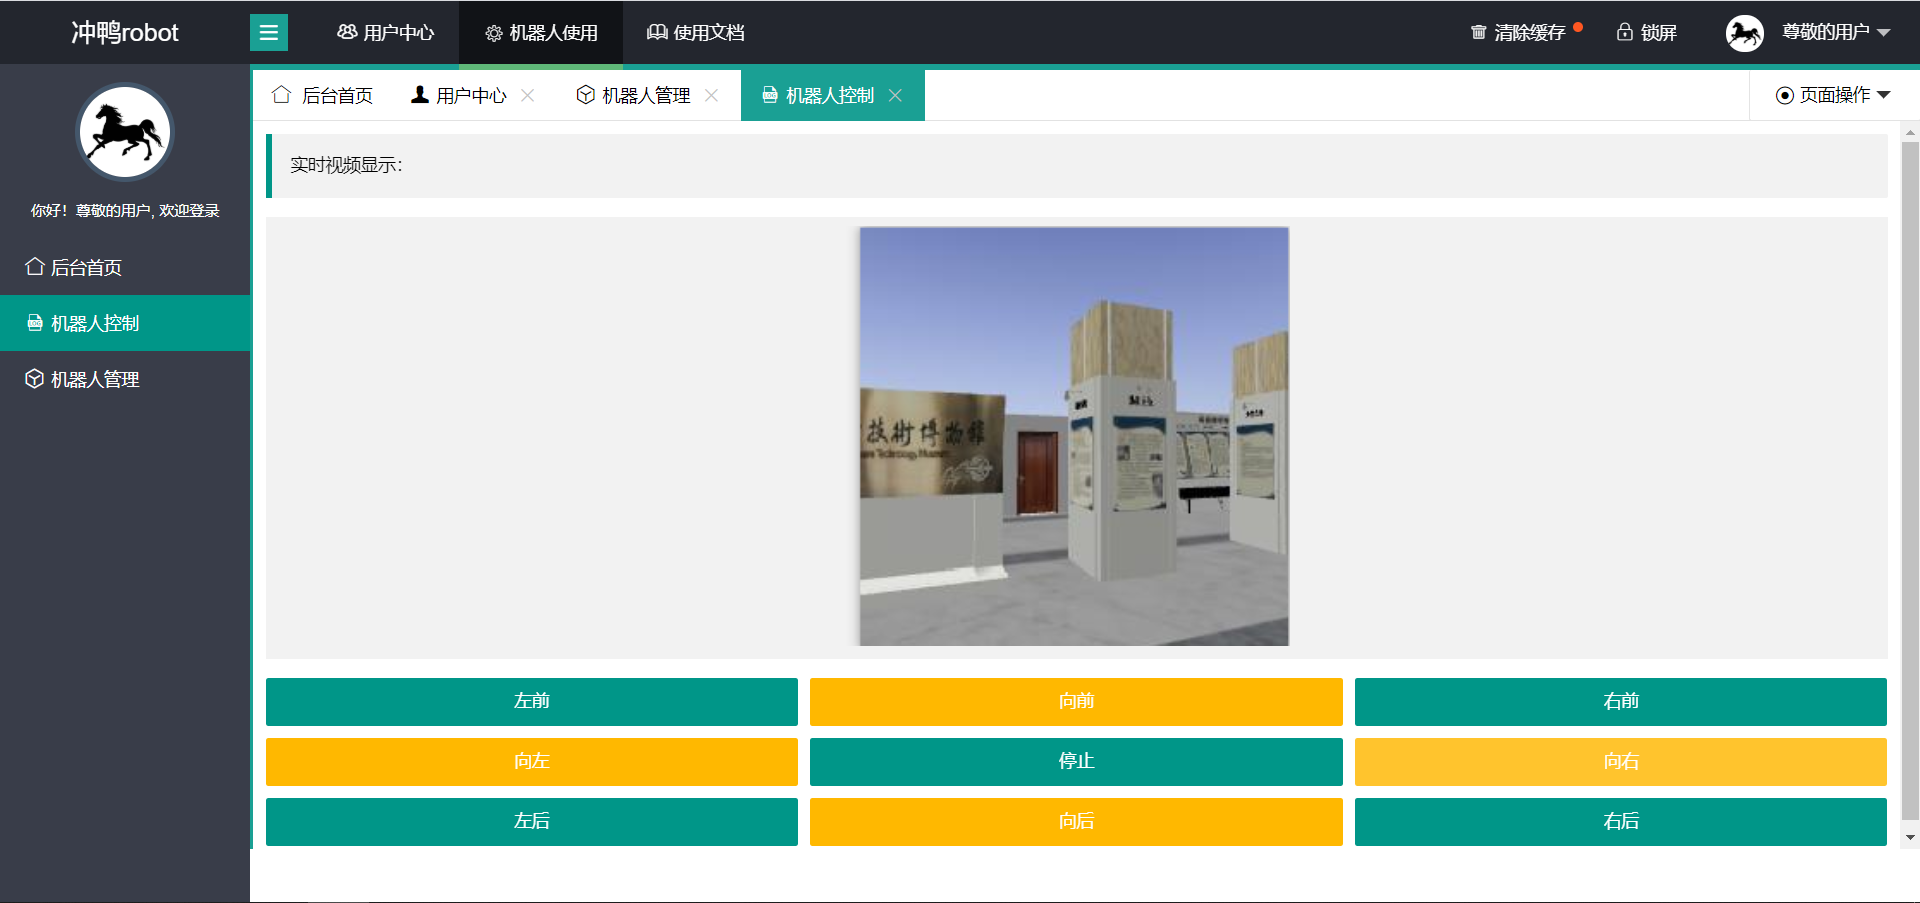 冲鸭robot
用户中心
机器人使用
使用文档
清除缓存
锁屏
尊敬的用户
后台首页
用户中心
机器人管理
机器人控制
页面操作
你好！尊敬的用户, 欢迎登录
后台首页
机器人控制
机器人管理
实时视频显示：
技術博物館
Technology Museum
左前
向前
右前
向左
停止
向右
左后
向后
右后